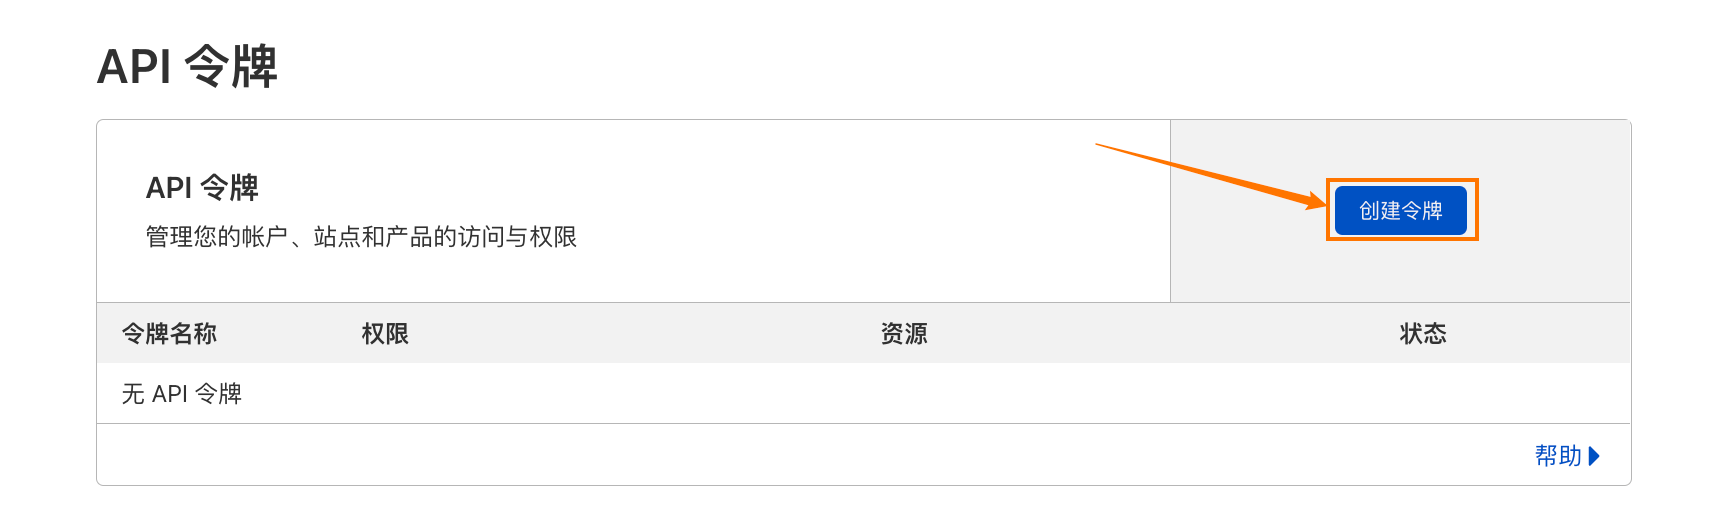 API 令牌
API 令牌
管理您的帐户、站点和产品的访问与权限
创建令牌
令牌名称 权限 资源 状态
无 API 令牌
帮助